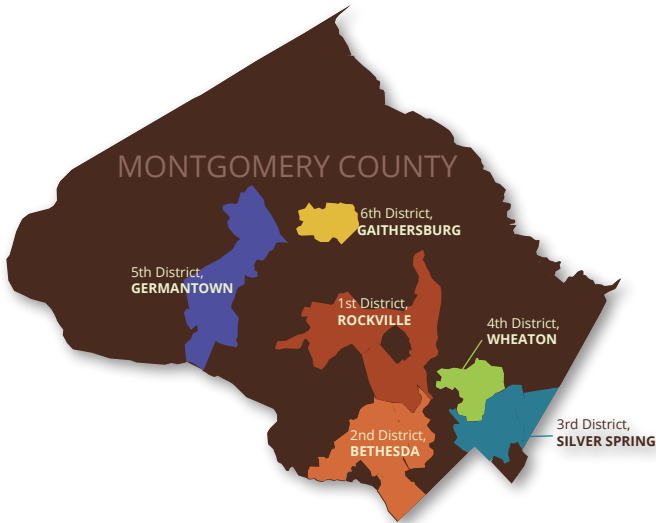 MONTGOMERY COUNTY
6th District,
GAITHERSBURG
5th District,
GERMANTOWN
1st District,
ROCKVILLE
4th District,
WHEATON
3rd District,
SILVER SPRING
2nd District,
BETHESDA